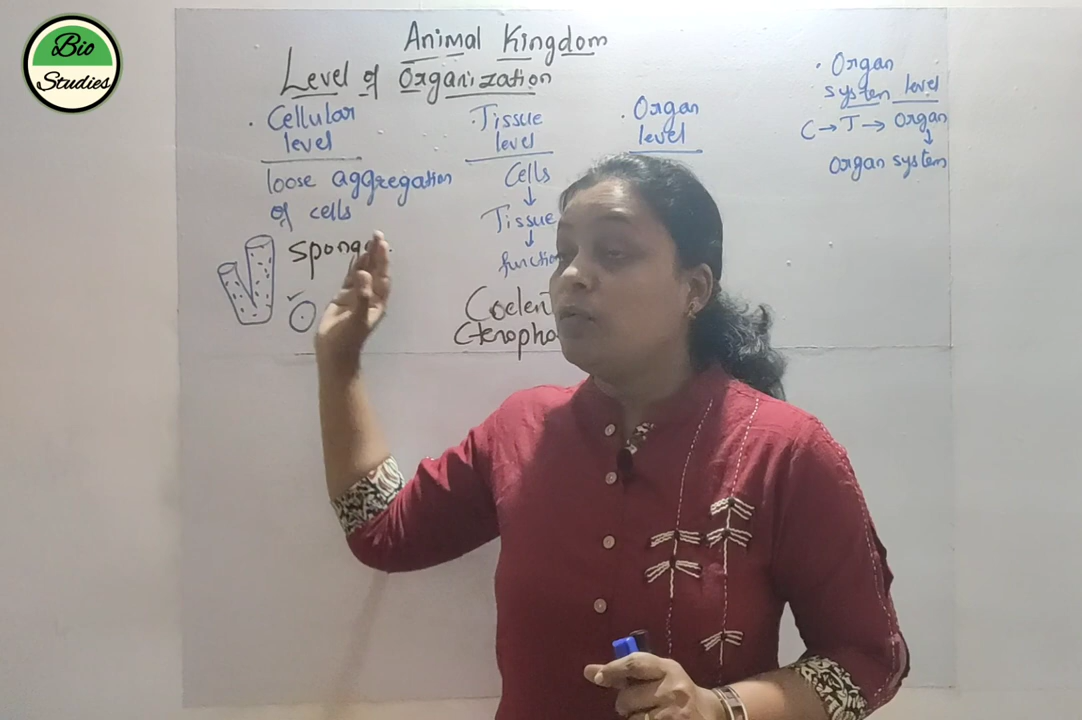 Bio
Studies
Animal Kingdom
Level of Organization
. Cellular
level
loose aggregation
of cells
. Tissue
level
Cells
↓
Tissue
↓
. Organ
level
. Organ
system level
C → T → Organ
↓
Organ system